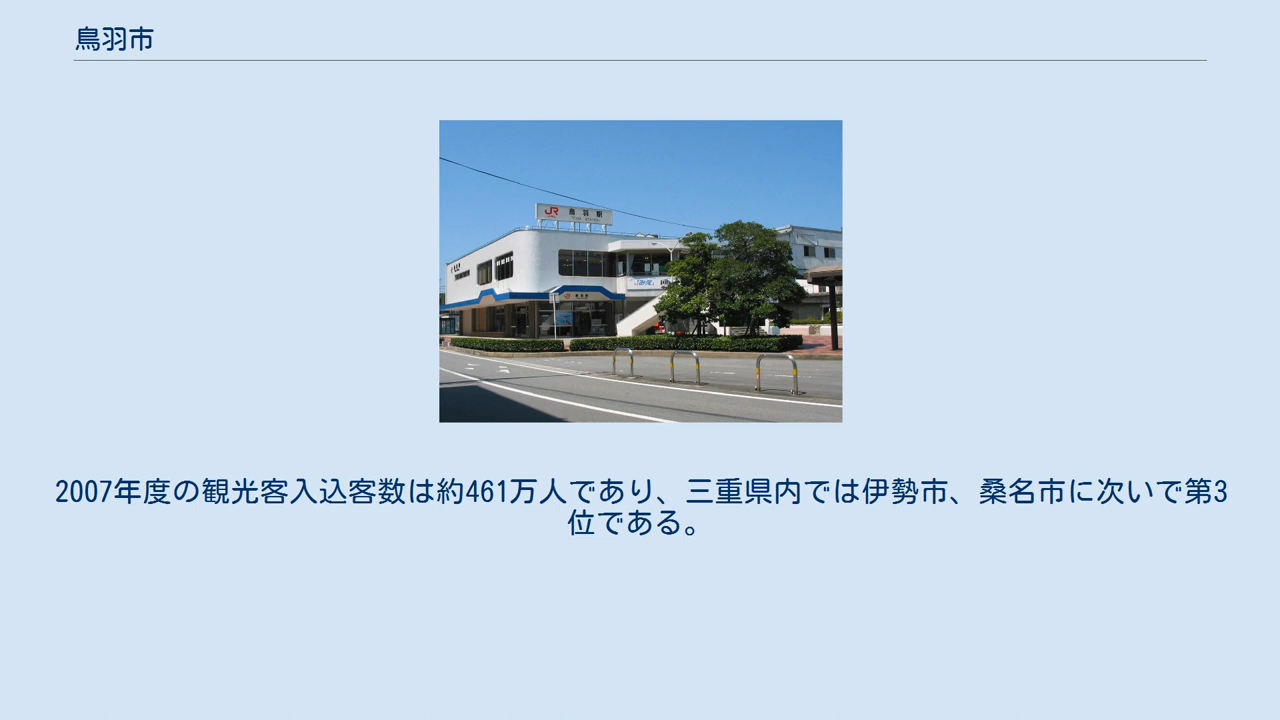 鳥羽市
JR 鳥羽駅
2007年度の観光客入込客数は約461万人であり、三重県内では伊勢市、桑名市に次いで第3
位である。